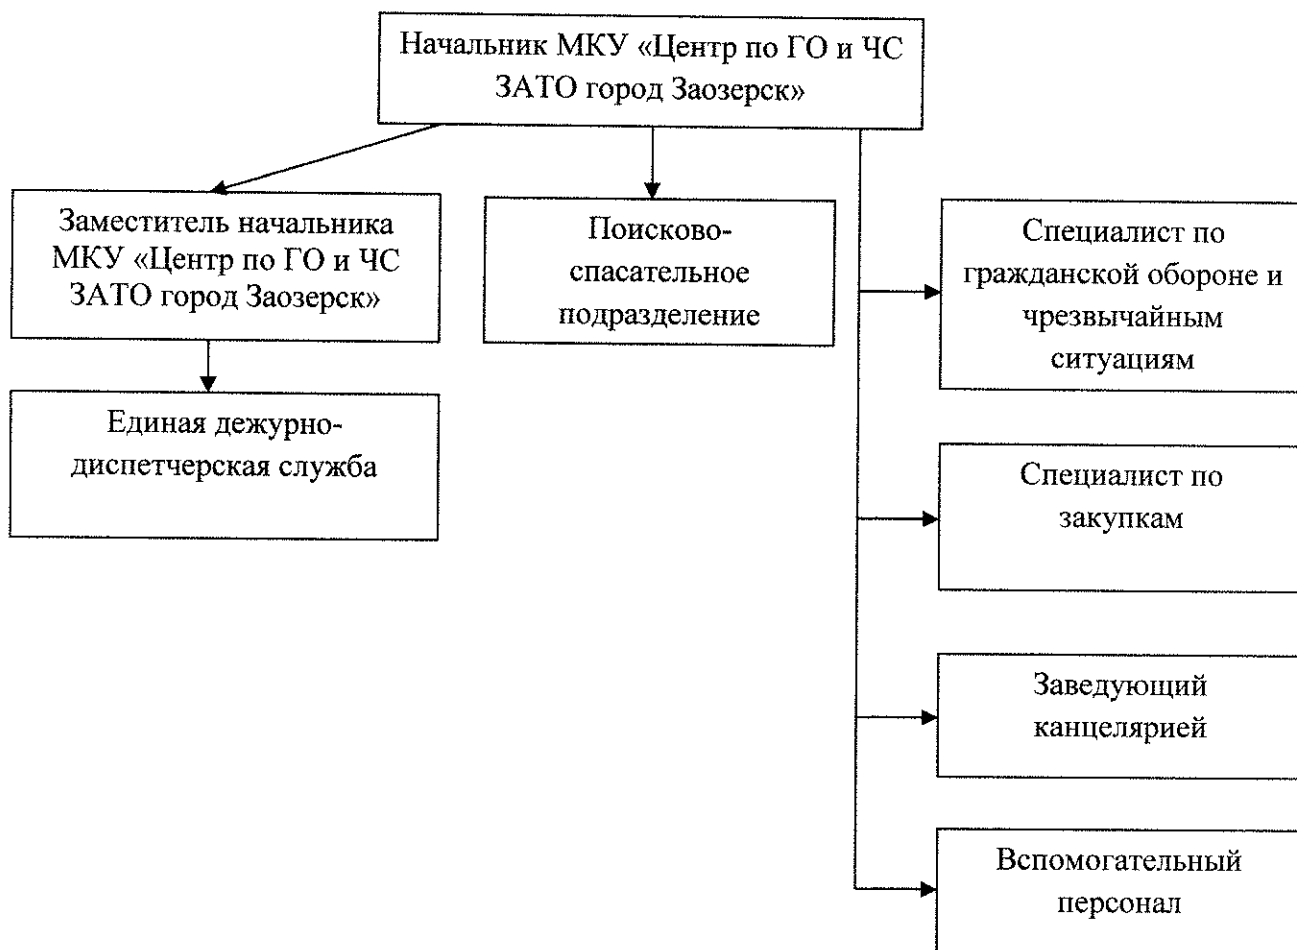 Начальник МКУ «Центр по ГО и ЧС
ЗАТО город Заозерск»
Заместитель начальника
МКУ «Центр по ГО и ЧС
ЗАТО город Заозерск»
Единая дежурно-
диспетчерская служба
Поисково-
спасательное
подразделение
Специалист по
гражданской обороне и
чрезвычайным
ситуациям
Специалист по
закупкам
Заведующий
канцелярией
Вспомогательный
персонал